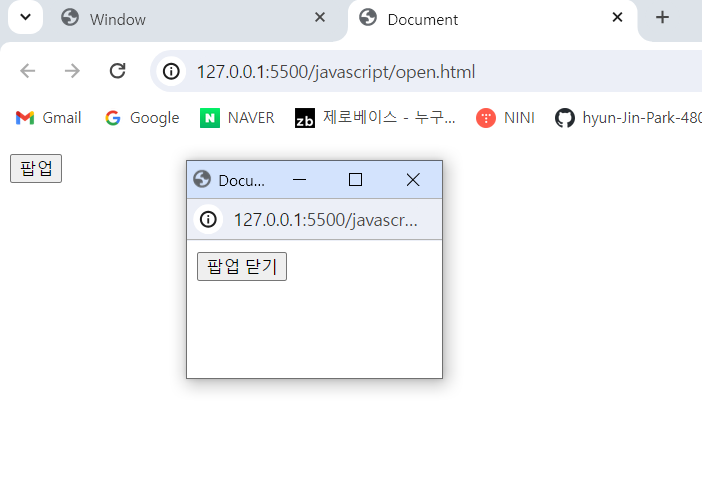 Window
Document
127.0.0.1:5500/javascript/open.html
Gmail
Google
N
NAVER
zb
제로베이스 - 누구...
NINI
hyun-Jin-Park-480
팝업
Docu...
127.0.0.1:5500/javascr...
팝업 닫기